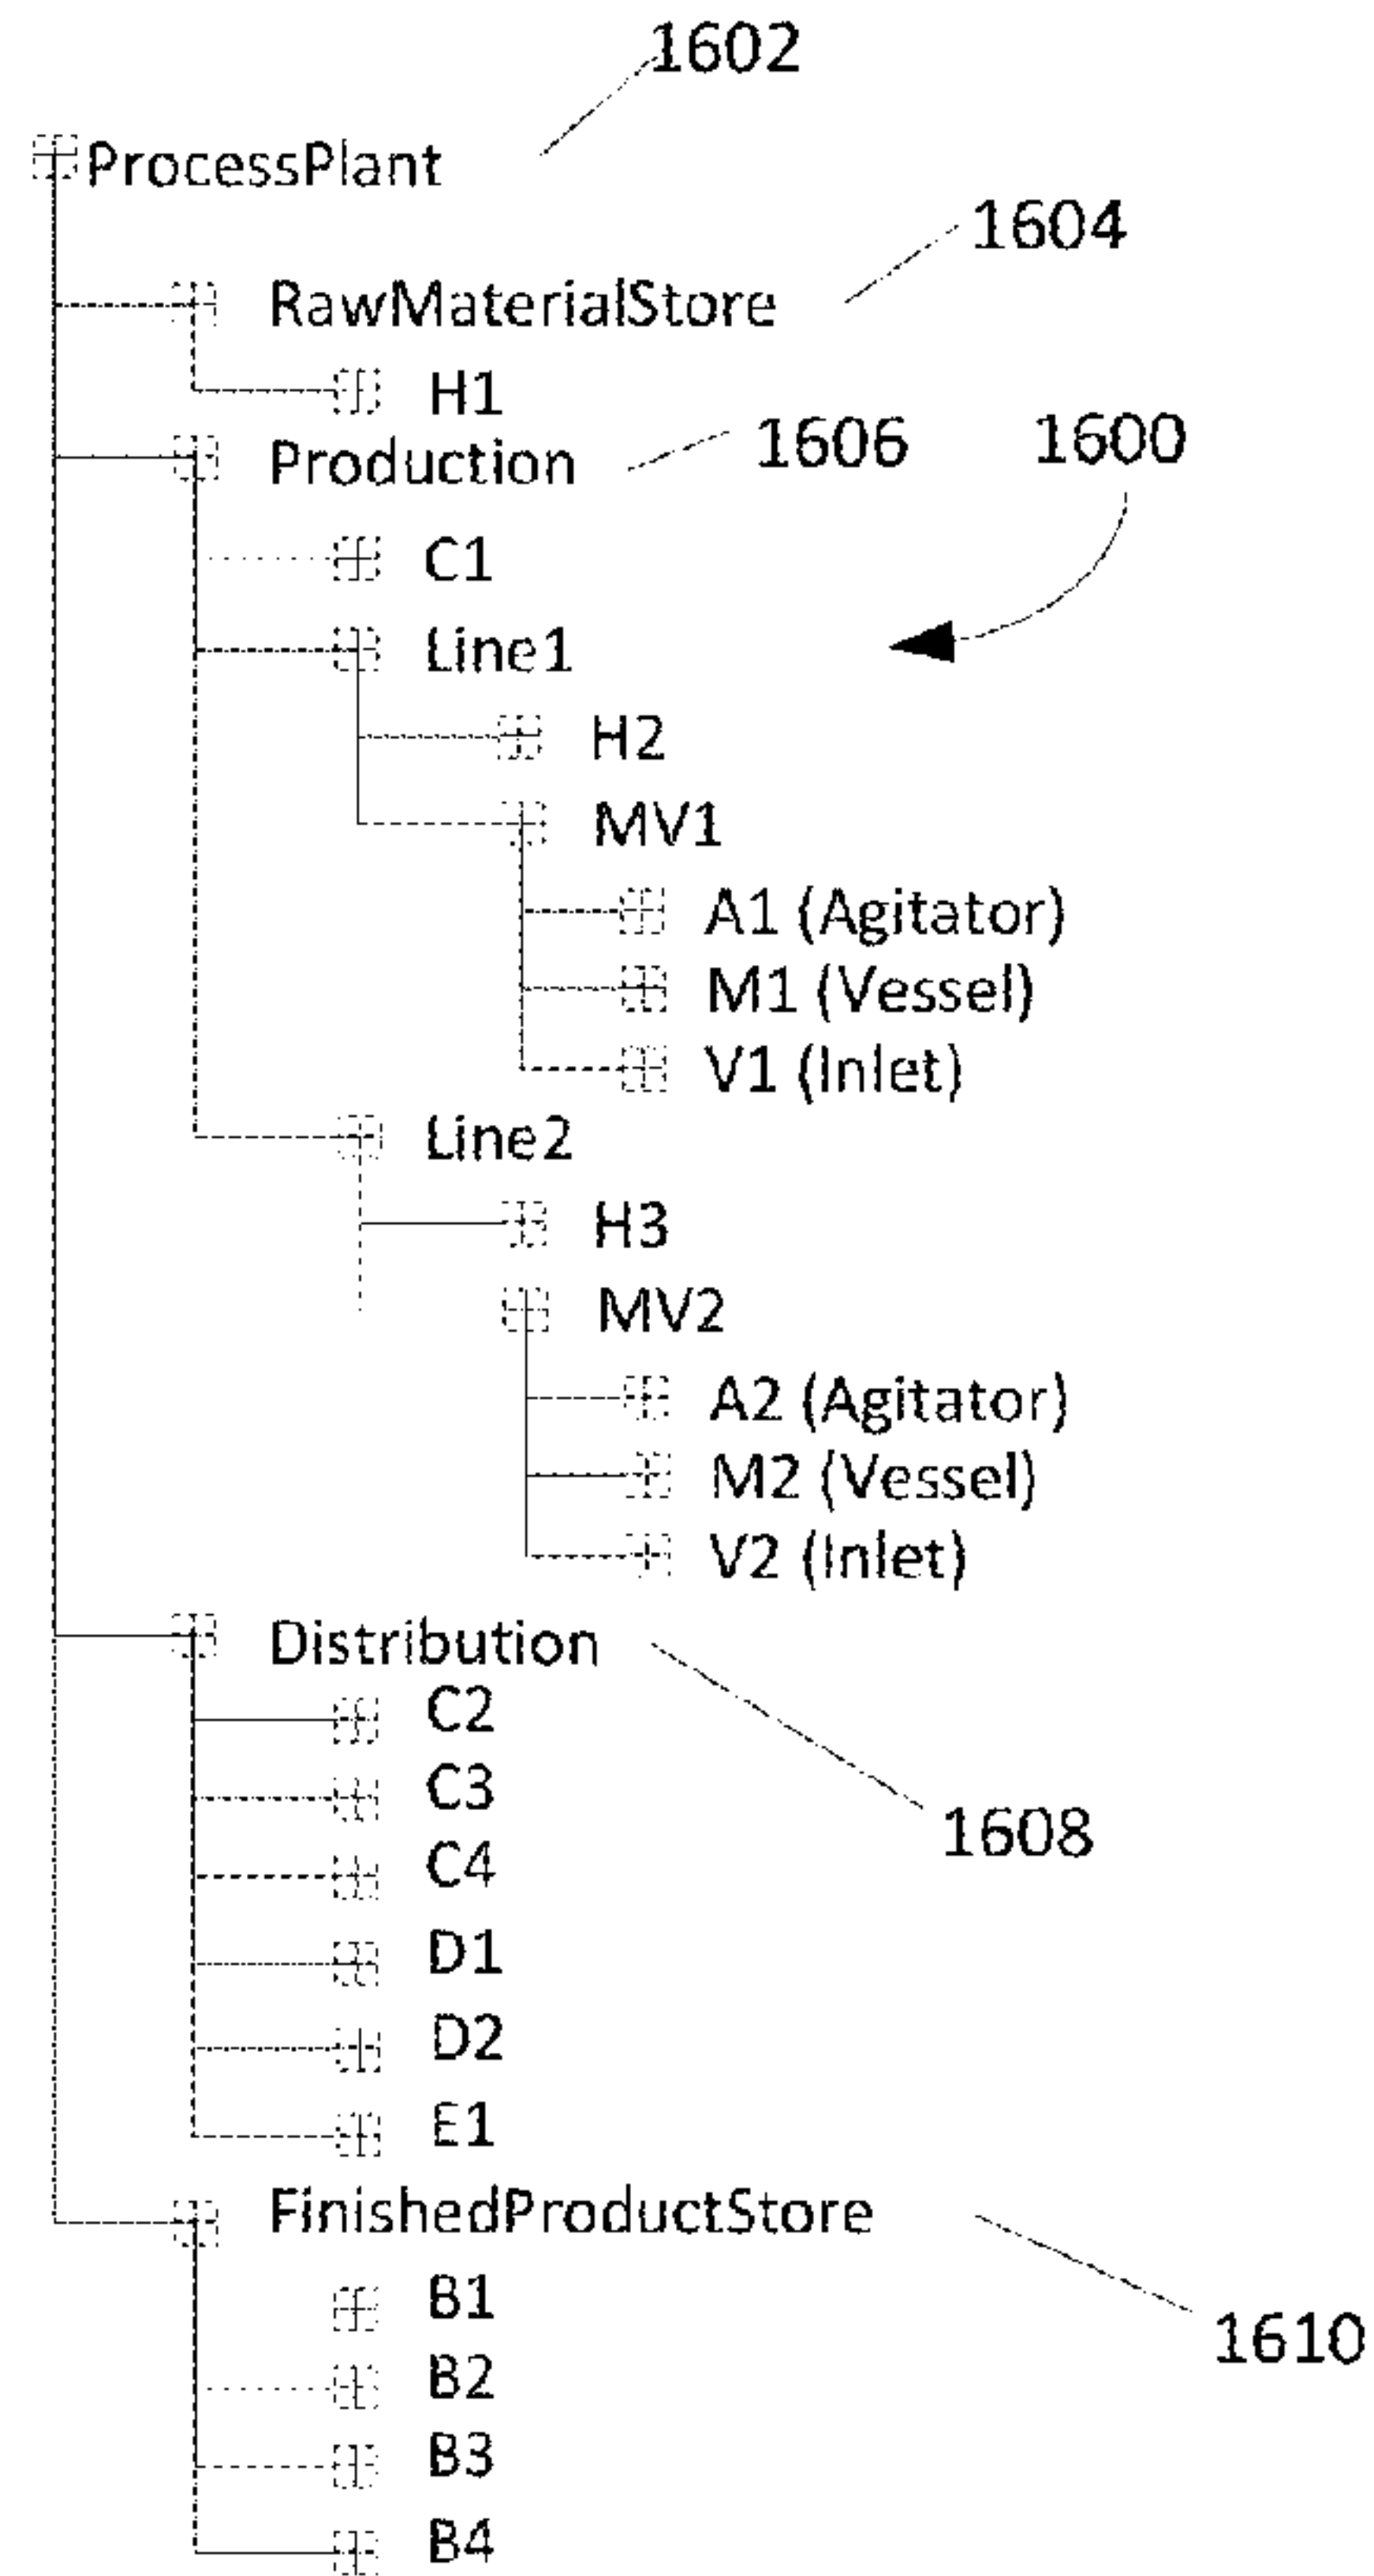 1602
ProcessPlant
1604
RawMaterialStore
H1
1606
1600
Production
C1
Line1
H2
MV1
A1 (Agitator)
M1 (Vessel)
V1 (Inlet)
Line2
H3
MV2
A2 (Agitator)
M2 (Vessel)
V2 (Inlet)
Distribution
C2
C3
1608
C4
D1
D2
E1
FinishedProductStore
B1
1610
B2
B3
B4